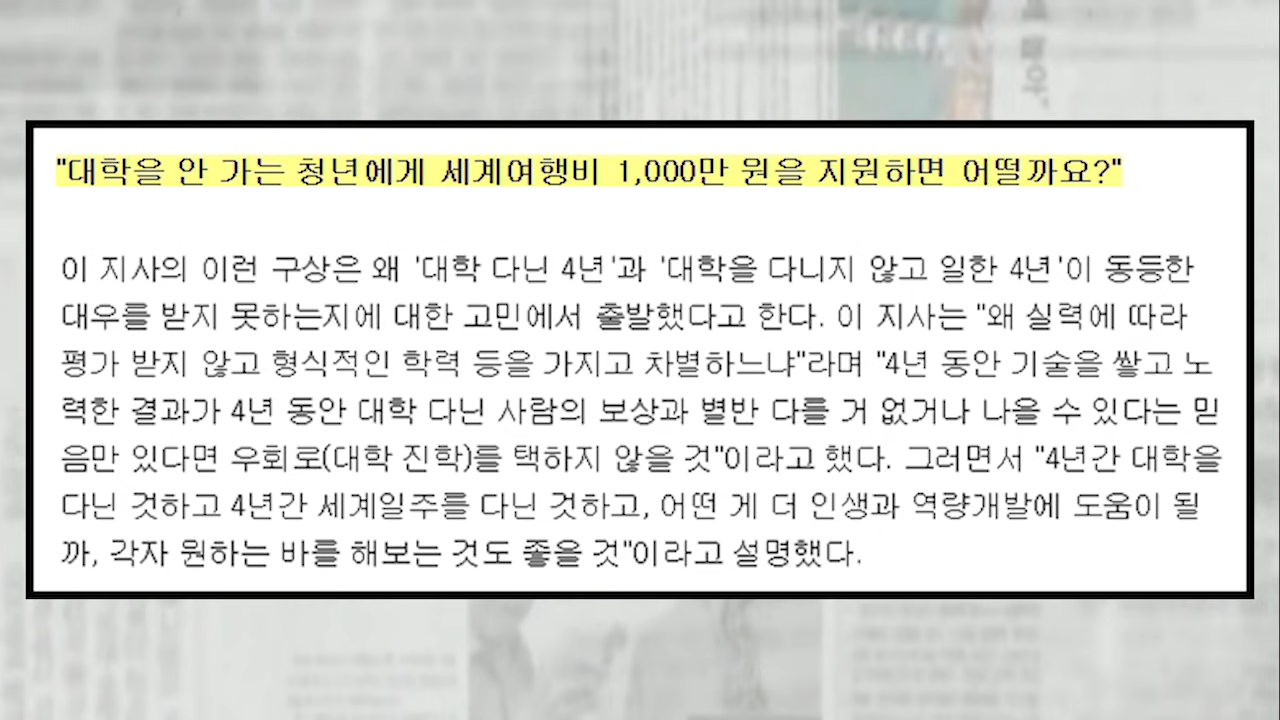 "대학을 안 가는 청년에게 세계여행비 1,000만 원을 지원하면 어떨까요?"
이 지사의 이런 구상은 왜 '대학 다닌 4년'과 '대학을 다니지 않고 일한 4년'이 동등한
대우를 받지 못하는지에 대한 고민에서 출발했다고 한다. 이 지사는 "왜 실력에 따라
평가 받지 않고 형식적인 학력 등을 가지고 차별하느냐"라며 "4년 동안 기술을 쌓고 노
력한 결과가 4년 동안 대학 다닌 사람의 보상과 별반 다를 거 없거나 나을 수 있다는 믿
음만 있다면 우회로(대학 진학)를 택하지 않을 것"이라고 했다. 그러면서 "4년간 대학을
다닌 것하고 4년간 세계일주를 다닌 것하고, 어떤 게 더 인생과 역량개발에 도움이 될
까, 각자 원하는 바를 해보는 것도 좋을 것"이라고 설명했다.